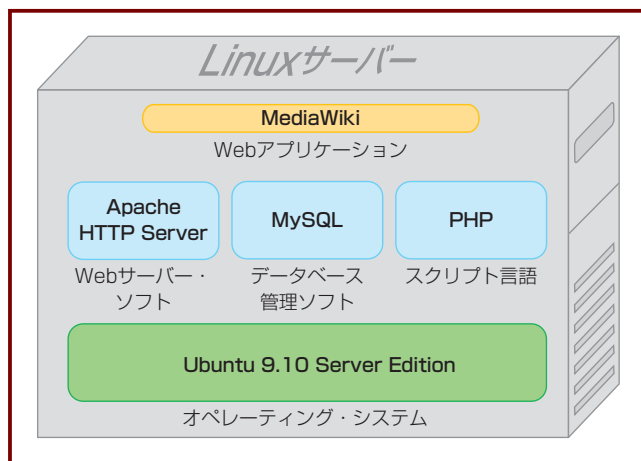 Linuxサーバー
MediaWiki
Webアプリケーション
Apache
HTTP Server
MySQL
PHP
Webサーバー・
ソフト
データベース
管理ソフト
スクリプト言語
Ubuntu 9.10 Server Edition
オペレーティング・システム